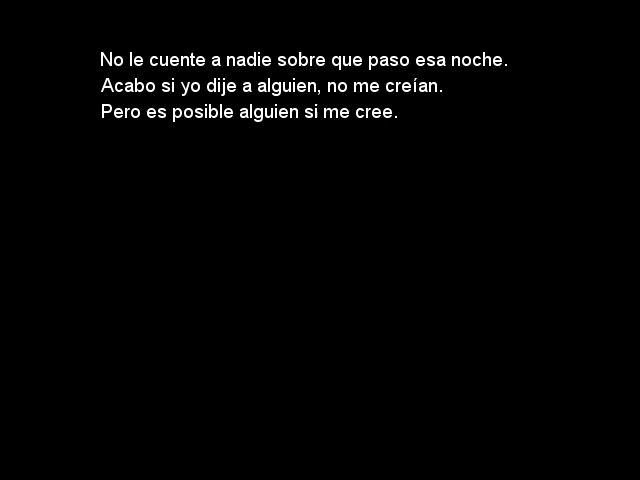 No le cuente a nadie sobre que paso esa noche.
Acabo si yo dije a alguien, no me creían.
Pero es posible alguien si me cree.